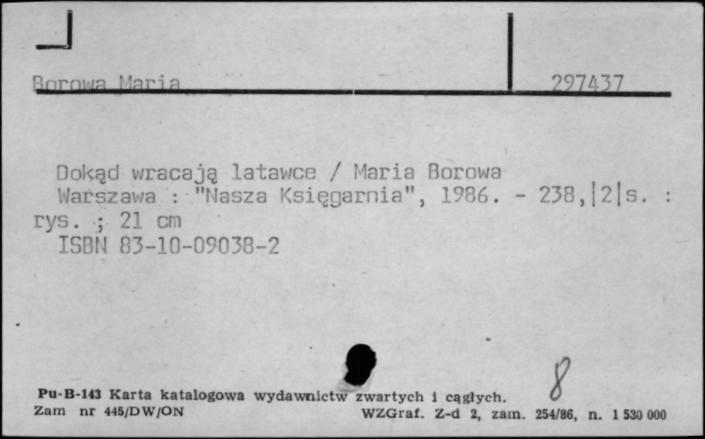 Borowa Maria 297437
Dokąd wracają latawce / Maria Borowa
Warszawa : "Nasza Księgarnia", 1986. - 238,|2|s. :
rys. ; 21 cm
ISBN 83-10-09038-2
8
Pu-B-143 Karta katalogowa wydawnictw zwartych i cągłych.
Zam nr 445/DW/ON WZGraf. Z-d 2, zam. 254/86, n. 1 530 000